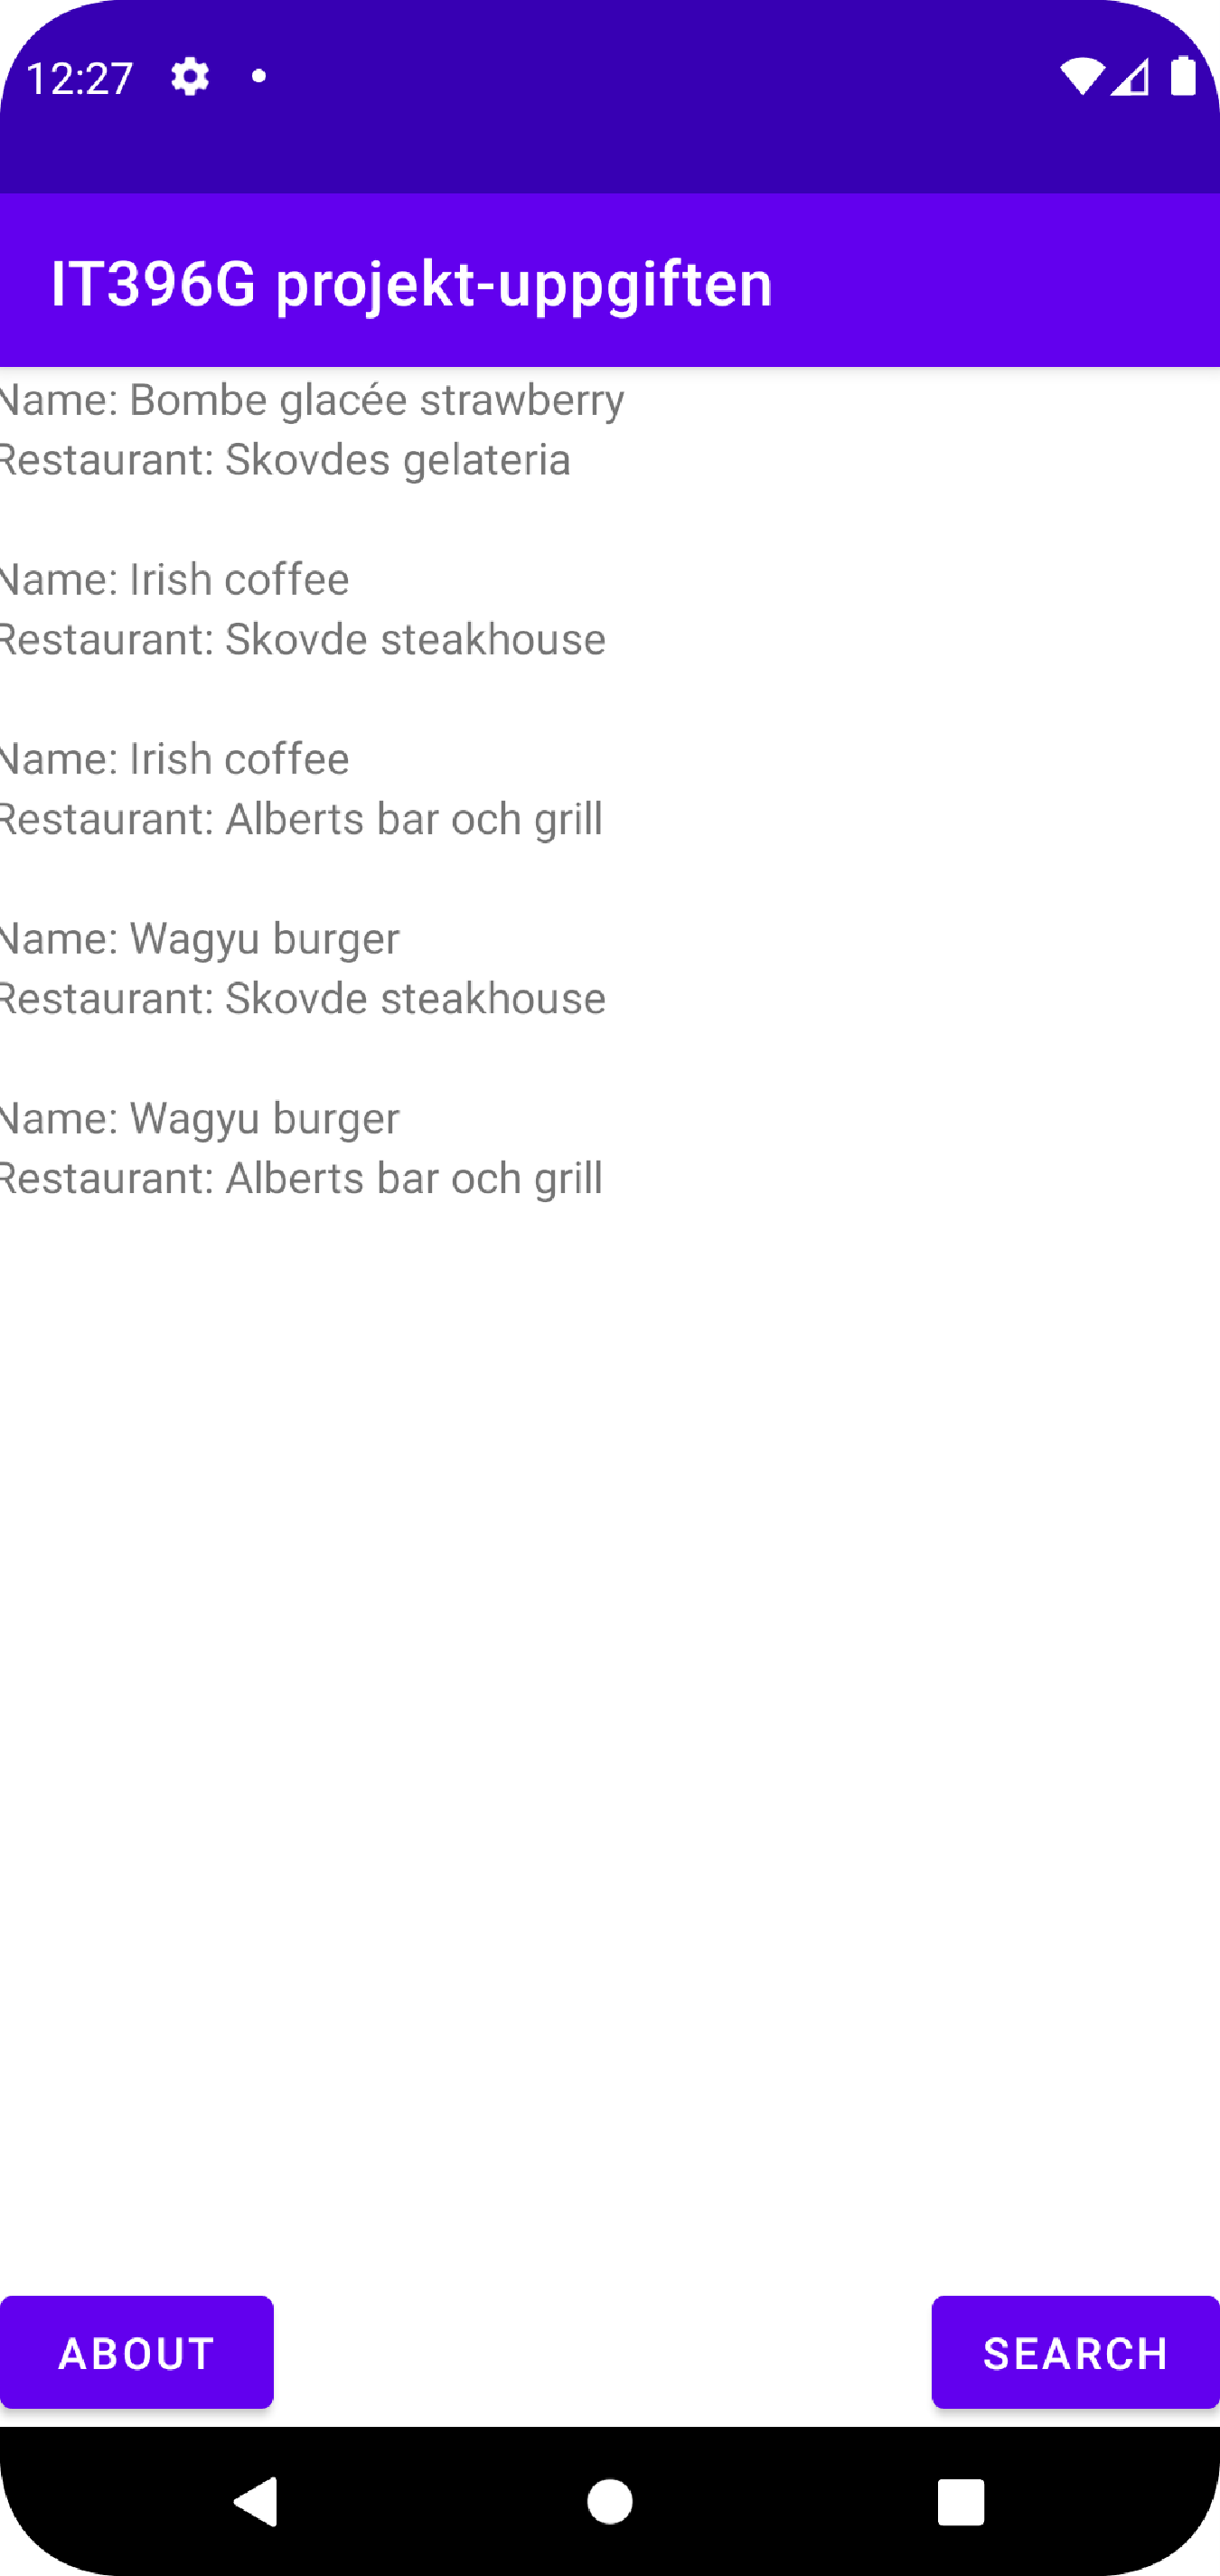 12:27
IT396G projekt-uppgiften
Name: Bombe glacée strawberry
Restaurant: Skovdes gelateria
Name: Irish coffee
Restaurant: Skovde steakhouse
Name: Irish coffee
Restaurant: Alberts bar och grill
Name: Wagyu burger
Restaurant: Skovde steakhouse
Name: Wagyu burger
Restaurant: Alberts bar och grill
ABOUT
SEARCH